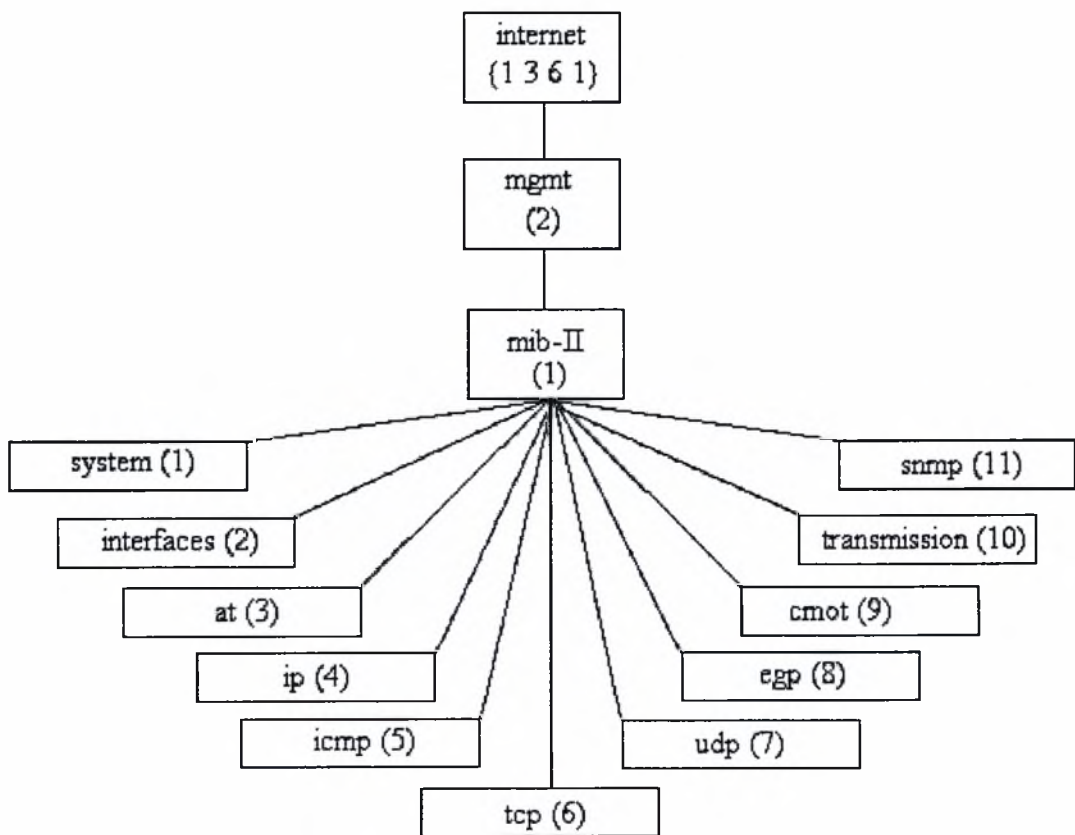 internet
{1 3 6 1}
mgmt
(2)
mib-II
(1)
system (1)
snmp (11)
interfaces (2)
transmission (10)
at (3)
cmot (9)
ip (4)
egp (8)
icmp (5)
udp (7)
tcp (6)